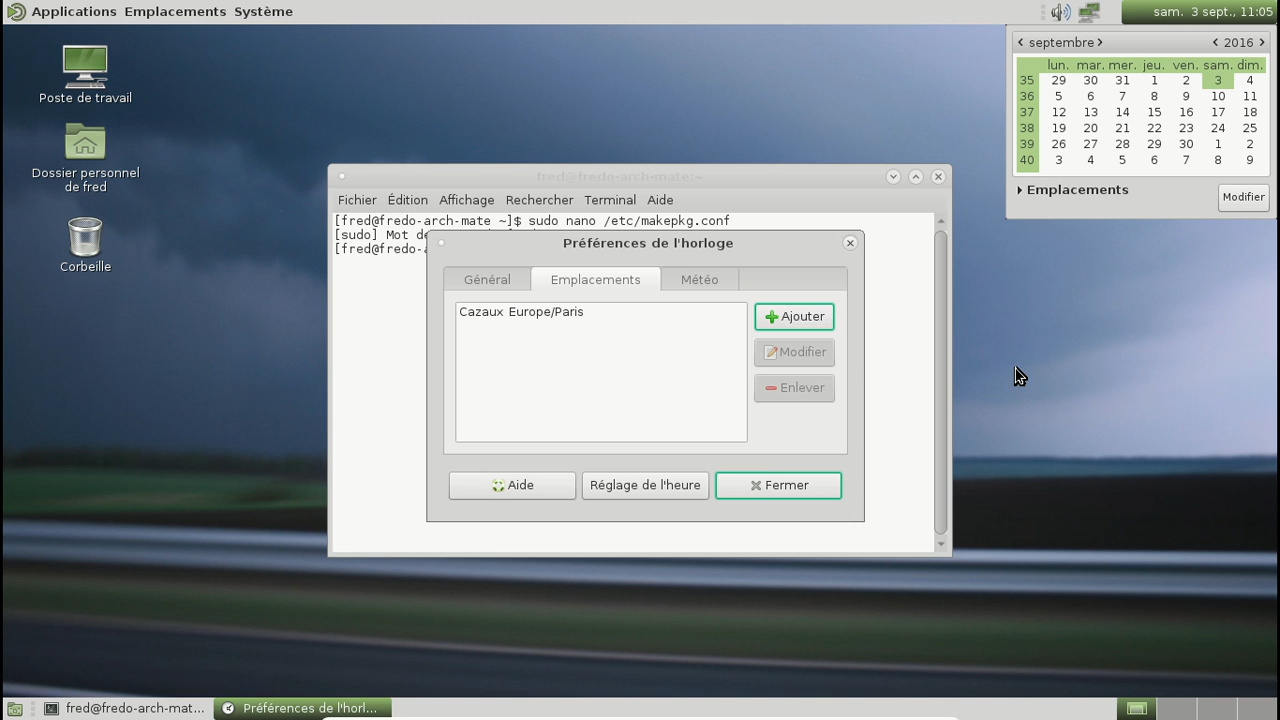 Applications Emplacements Système
sam. 3 sept., 11:05
Poste de travail
Dossier personnel
de fred
Corbeille
septembre 2016
lun. mar. mer. jeu. ven. sam. dim.
35 29 30 31 1 2 3 4
36 5 6 7 8 9 10 11
37 12 13 14 15 16 17 18
38 19 20 21 22 23 24 25
39 26 27 28 29 30 1 2
40 3 4 5 6 7 8 9
Emplacements
Modifier
fred@fredo-arch-mate:~
Fichier Édition Affichage Rechercher Terminal Aide
[fred@fredo-arch-mate ~]$ sudo nano /etc/makepkg.conf
[sudo] Mot de
[fred@fredo-a
Préférences de l'horloge
Général Emplacements Météo
Cazaux Europe/Paris
Ajouter
Modifier
Enlever
Aide Réglage de l'heure Fermer
fred@fredo-arch-mat... Préférences de l'horl...